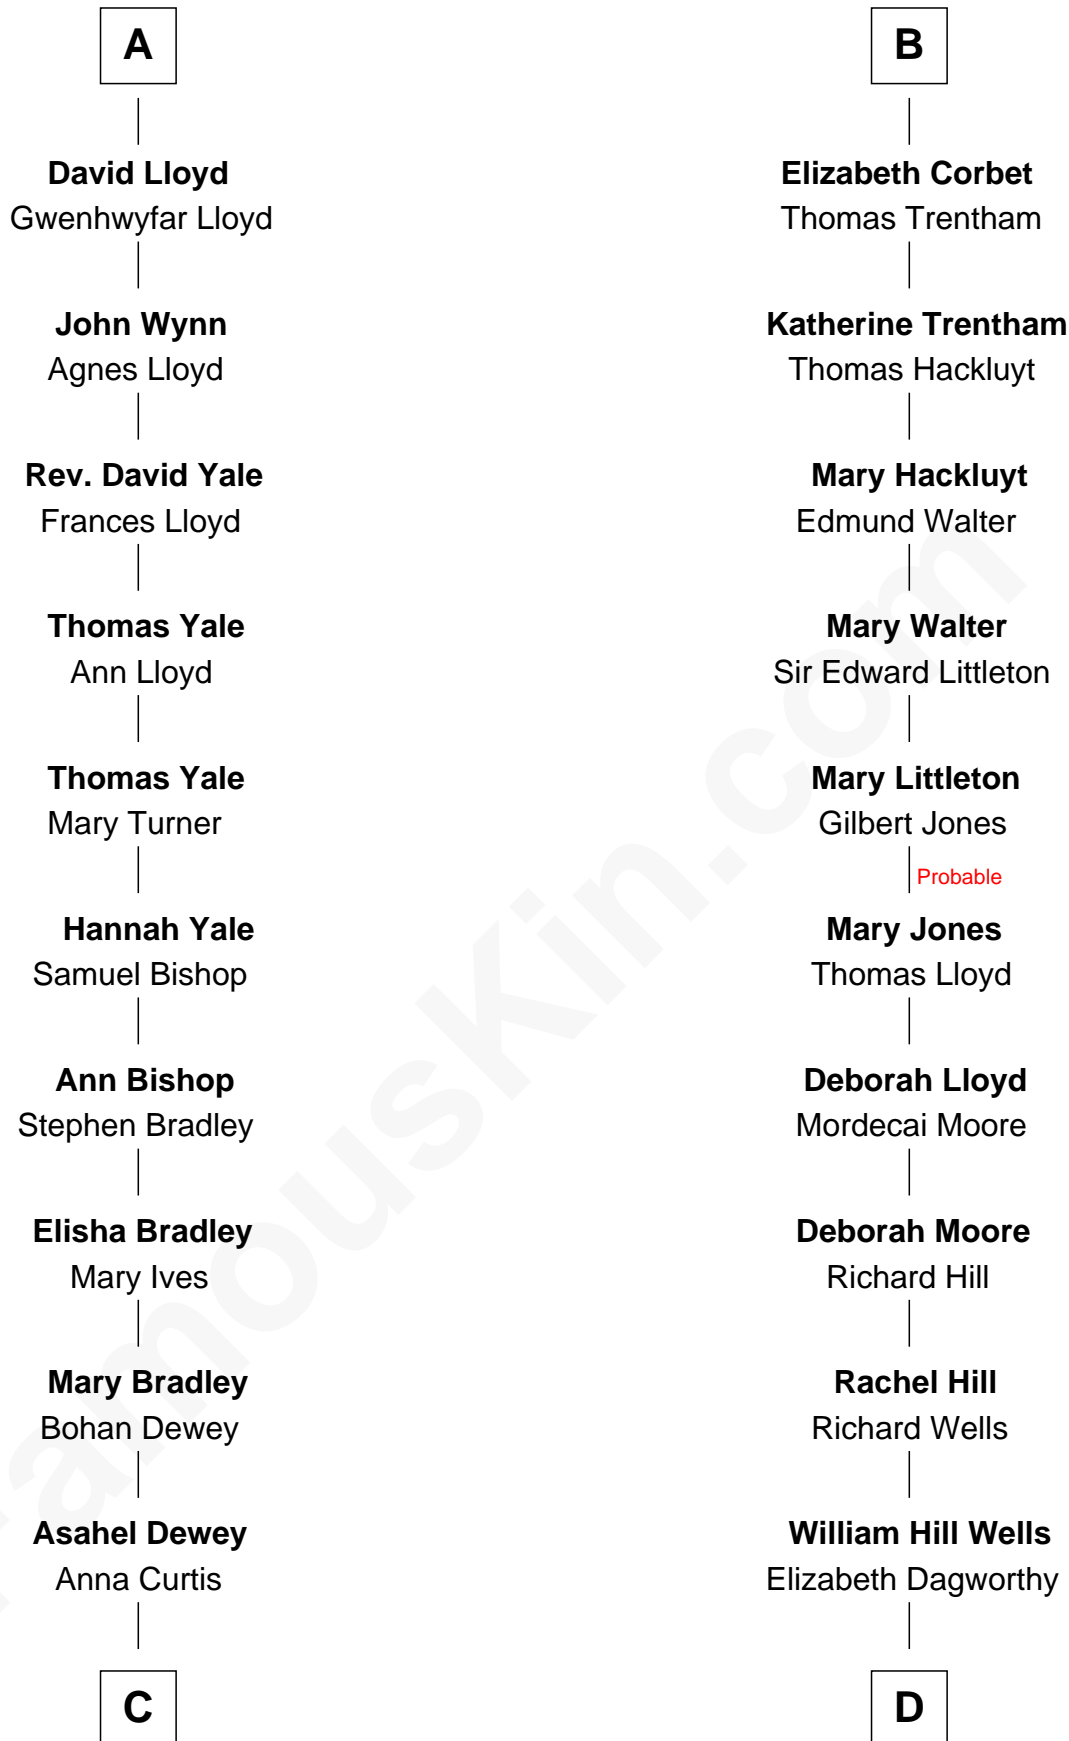 A
David Lloyd
Gwenhwyfar Lloyd
John Wynn
Agnes Lloyd
Rev. David Yale
Frances Lloyd
Thomas Yale
Ann Lloyd
Thomas Yale
Mary Turner
Hannah Yale
Samuel Bishop
Ann Bishop
Stephen Bradley
Elisha Bradley
Mary Ives
Mary Bradley
Bohan Dewey
Asahel Dewey
Anna Curtis
C
B
Elizabeth Corbet
Thomas Trentham
Katherine Trentham
Thomas Hackluyt
Mary Hackluyt
Edmund Walter
Mary Walter
Sir Edward Littleton
Mary Littleton
Gilbert Jones
Probable
Mary Jones
Thomas Lloyd
Deborah Lloyd
Mordecai Moore
Deborah Moore
Richard Hill
Rachel Hill
Richard Wells
William Hill Wells
Elizabeth Dagworthy
D
FamousKin.com